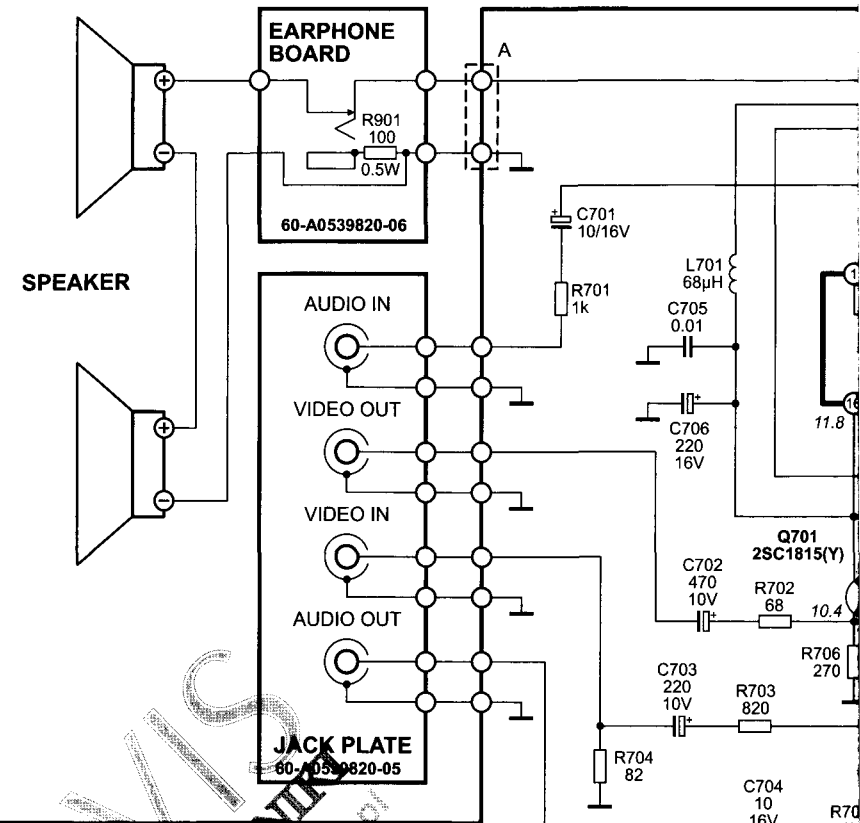 EARPHONE
BOARD
A
+
R901
100
−
0.5W
60-A0539820-06
+
C701
10/16V
SPEAKER
L701
68µH
AUDIO IN
R701
1k
C705
0.01
VIDEO OUT
+
+
C706
220
16V
11.8
−
VIDEO IN
Q701
2SC1815(Y)
C702
470
10V
R702
68
10.4
+
AUDIO OUT
R706
270
C703
220
10V
R703
820
+
JACK PLATE
R704
82
C704
10
16V